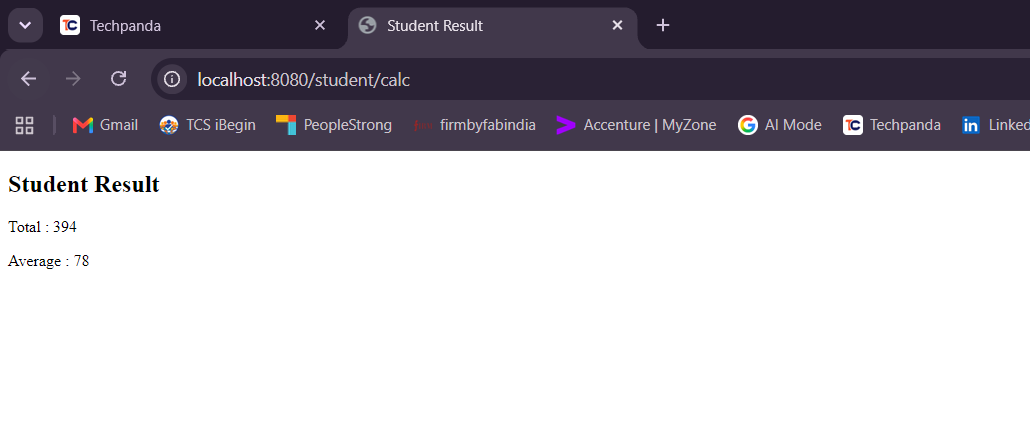 Techpanda
Student Result
localhost:8080/student/calc
Gmail TCS iBegin PeopleStrong firmbyfabindia Accenture | MyZone AI Mode Techpanda Linked
Student Result
Total : 394
Average : 78